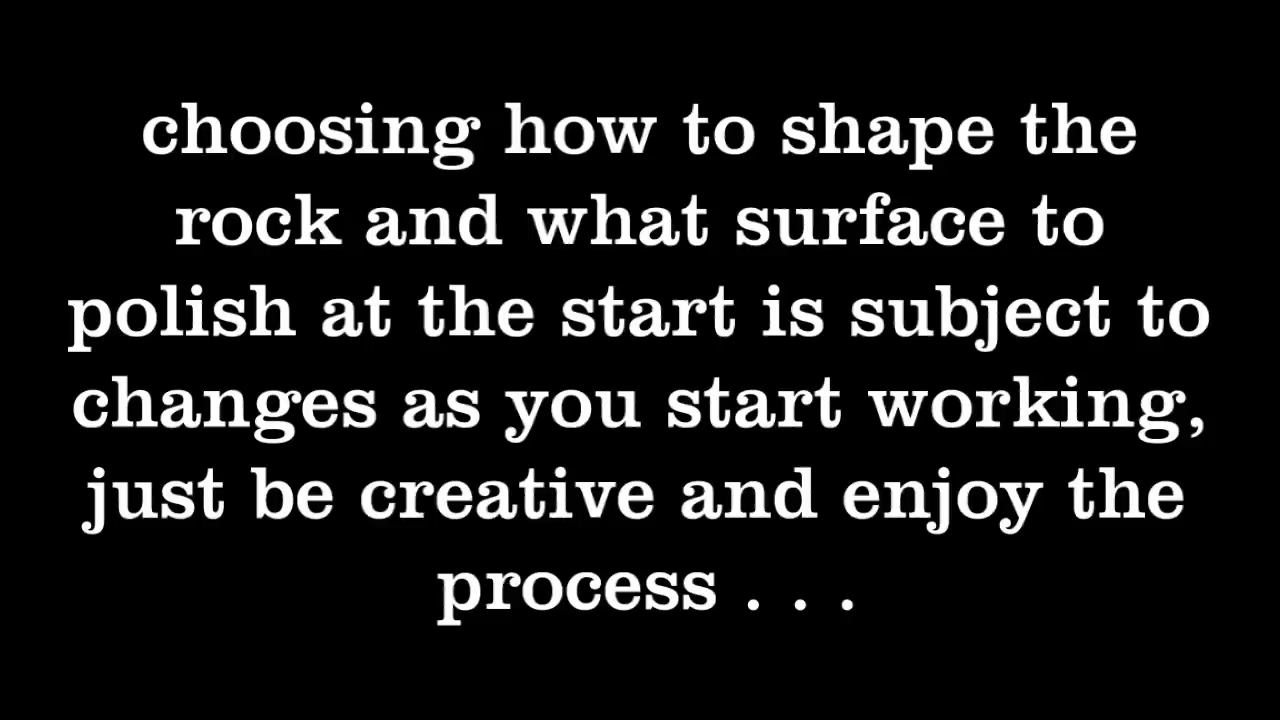 choosing how to shape the
rock and what surface to
polish at the start is subject to
changes as you start working,
just be creative and enjoy the
process . . .